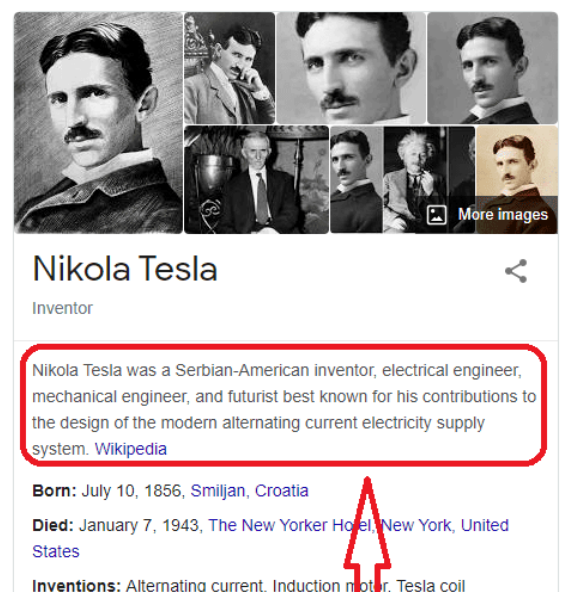 More images
Nikola Tesla
Inventor
Nikola Tesla was a Serbian-American inventor, electrical engineer,
mechanical engineer, and futurist best known for his contributions to
the design of the modern alternating current electricity supply
system. Wikipedia
Born: July 10, 1856, Smiljan, Croatia
Died: January 7, 1943, The New Yorker Hotel, New York, United
States
Inventions: Alternating current, Induction motor, Tesla coil